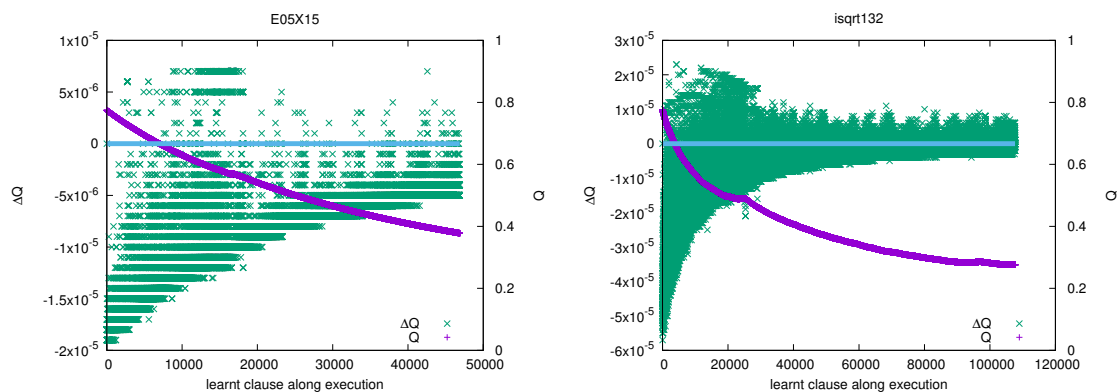 E05X15
1x10-5
5x10-6
0
-5x10-6
-1x10-5
-1.5x10-5
-2x10-5
ΔQ
0 10000 20000 30000 40000 50000
learnt clause along execution
1
0.8
0.6
0.4
0.2
0
Q
ΔQ
Q
isqrt132
3x10-5
2x10-5
1x10-5
0
-1x10-5
-2x10-5
-3x10-5
-4x10-5
-5x10-5
-6x10-5
ΔQ
0 20000 40000 60000 80000 100000 120000
learnt clause along execution
1
0.8
0.6
0.4
0.2
0
Q
ΔQ
Q